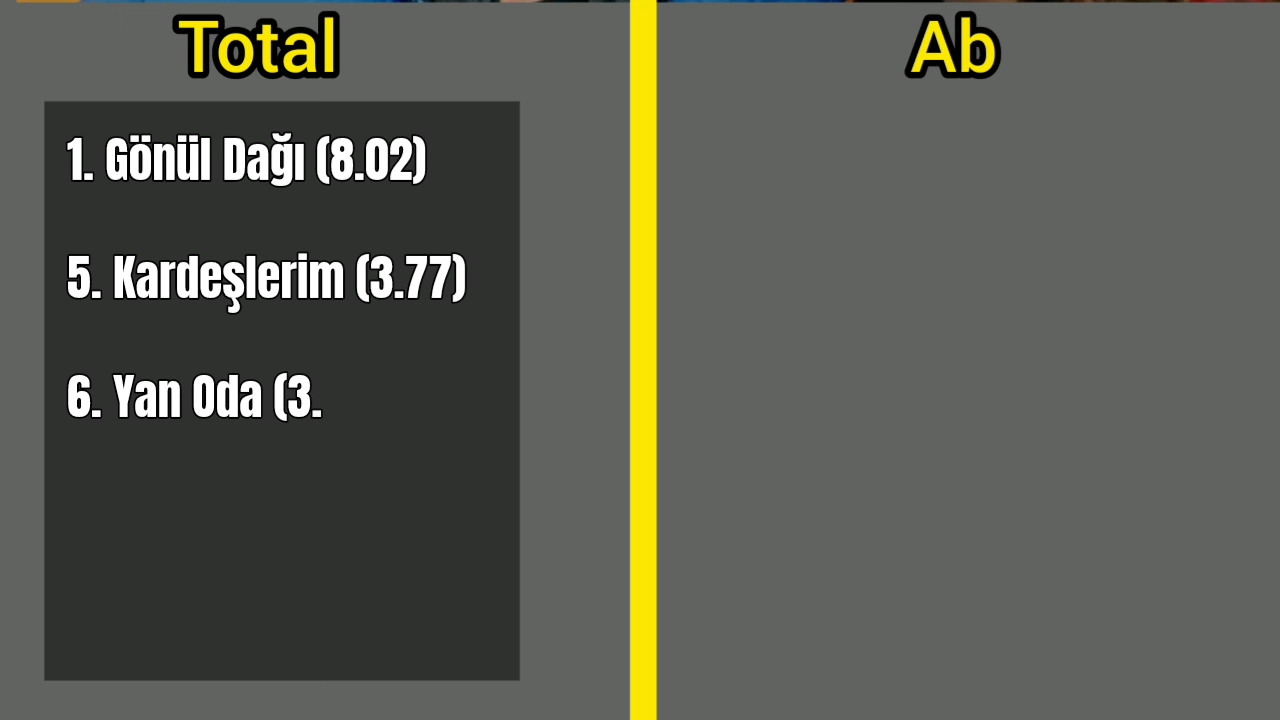 Total
Ab
1. Gönül Dağı (8.02)
5. Kardeşlerim (3.77)
6. Yan Oda (3.